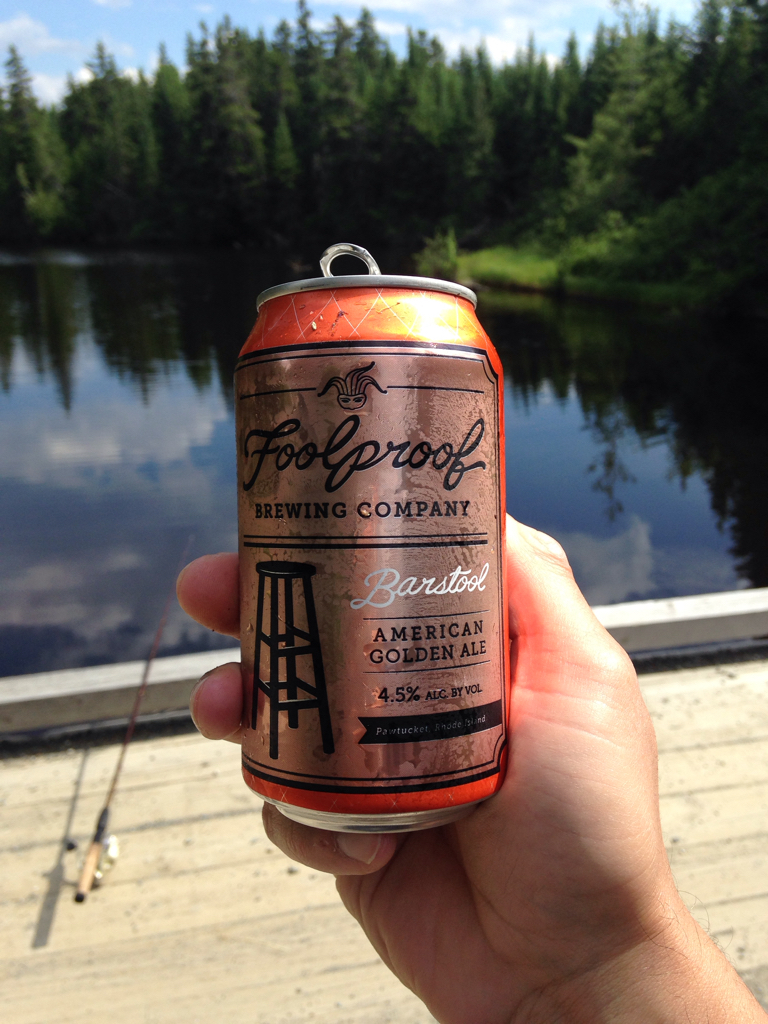 Foolproof
BREWING COMPANY
Barstool
AMERICAN
GOLDEN ALE
4.5% ALC. BY VOL.
Pawtucket, Rhode Island